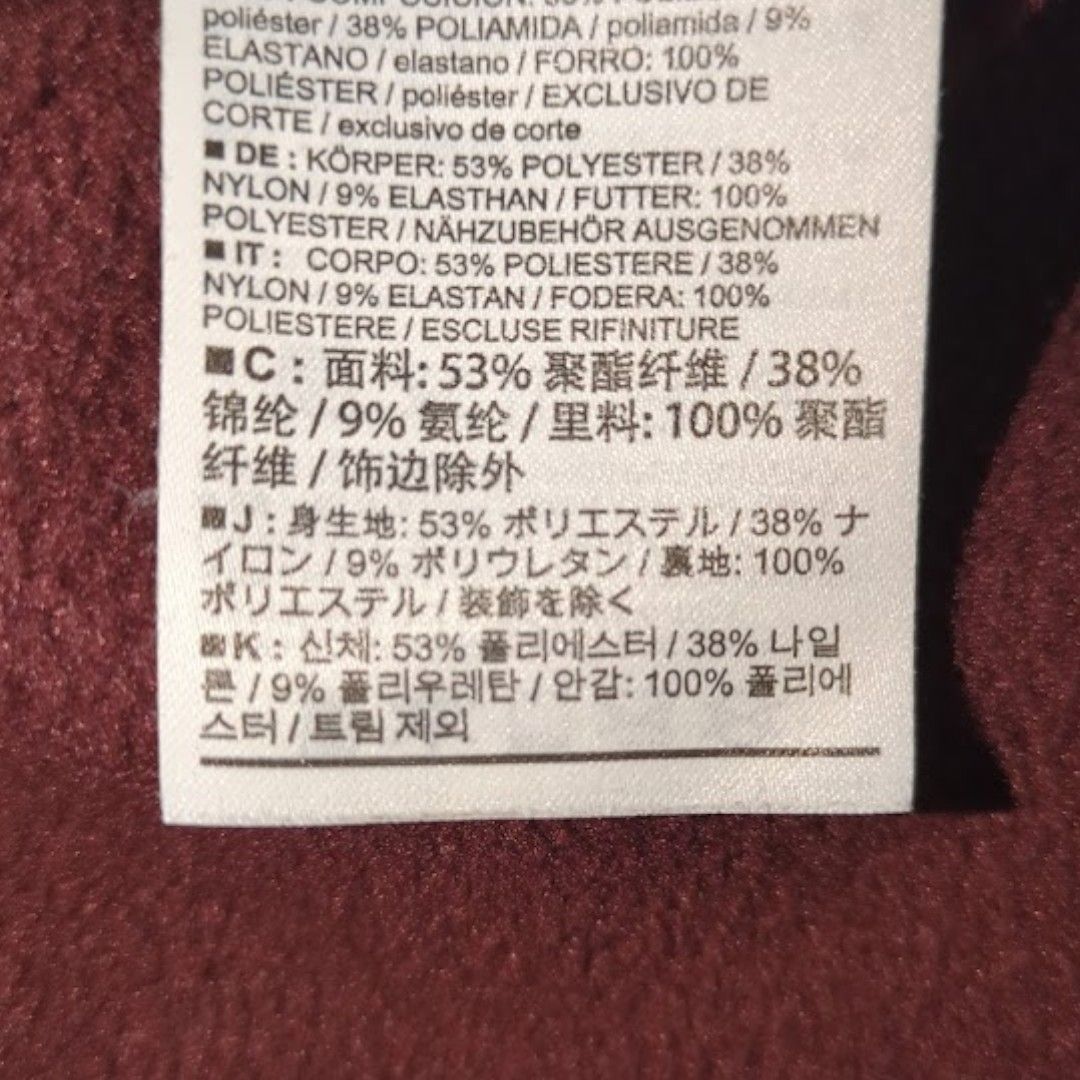 COMPOSICIÓN: 53%
poliéster / 38% POLIAMIDA / poliamida / 9%
ELASTANO / elastano / FORRO: 100%
POLIÉSTER / poliéster / EXCLUSIVO DE
CORTE / exclusivo de corte
■ DE : KÖRPER: 53% POLYESTER / 38%
NYLON / 9% ELASTHAN / FUTTER: 100%
POLYESTER / NÄHZUBEHÖR AUSGENOMMEN
■ IT : CORPO: 53% POLIESTERE / 38%
NYLON / 9% ELASTAN / FODERA: 100%
POLIESTERE / ESCLUSE RIFINITURE
■C : 面料: 53% 聚酯纤维 / 38%
锦纶 / 9% 氨纶 / 里料: 100% 聚酯
纤维 / 饰边除外
■J : 身生地: 53% ポリエステル / 38% ナ
イロン / 9% ポリウレタン / 裏地: 100%
ポリエステル / 装飾を除く
■K : 신체: 53% 폴리에스터 / 38% 나일
론 / 9% 폴리우레탄 / 안감: 100% 폴리에
스터 / 트림 제외